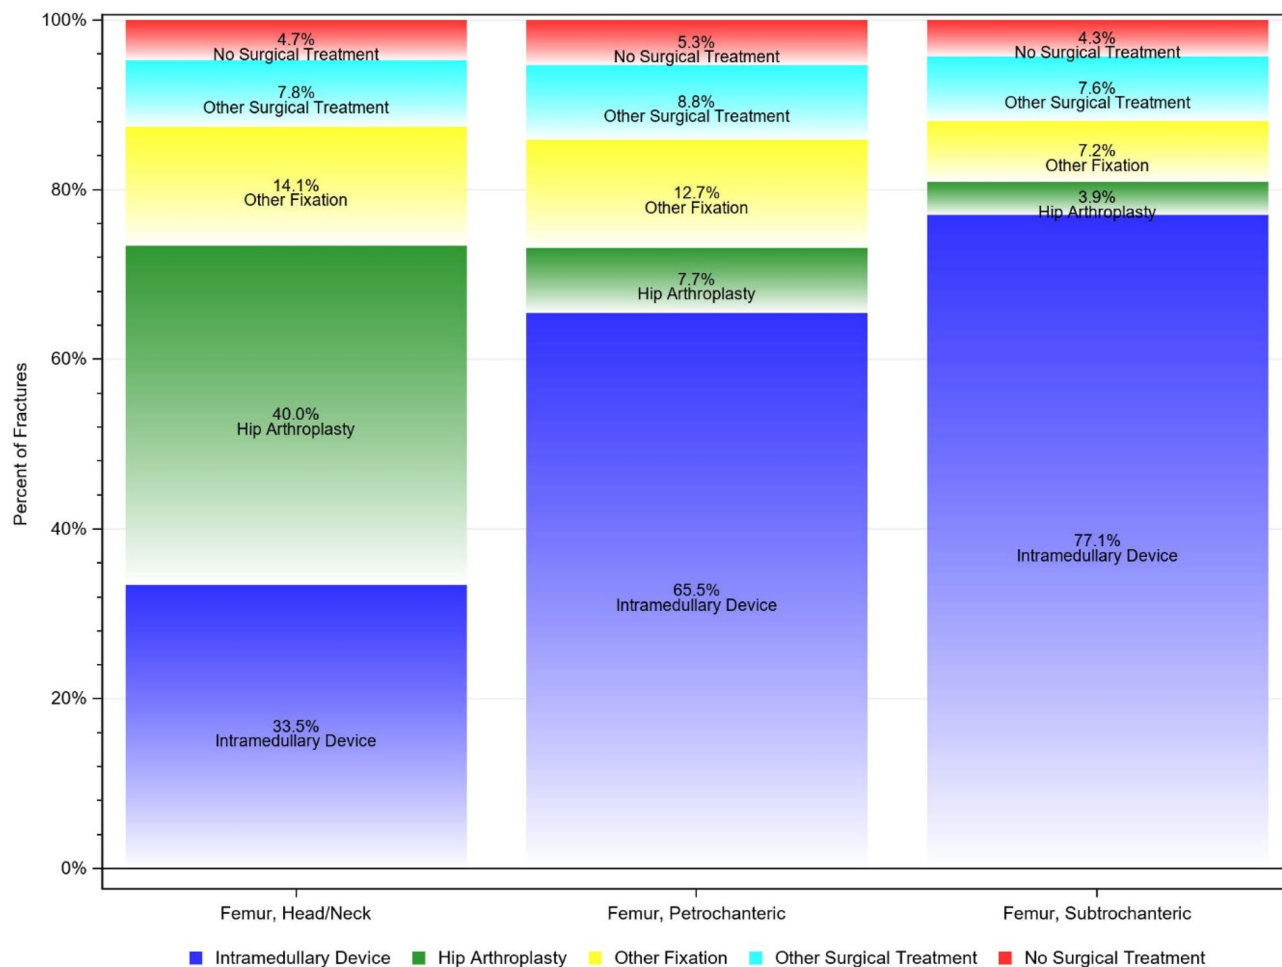 100%
80%
60%
40%
20%
0%
Percent of Fractures
4.7%
No Surgical Treatment
7.8%
Other Surgical Treatment
14.1%
Other Fixation
40.0%
Hip Arthroplasty
33.5%
Intramedullary Device
5.3%
No Surgical Treatment
8.8%
Other Surgical Treatment
12.7%
Other Fixation
7.7%
Hip Arthroplasty
65.5%
Intramedullary Device
4.3%
No Surgical Treatment
7.6%
Other Surgical Treatment
7.2%
Other Fixation
3.9%
Hip Arthroplasty
77.1%
Intramedullary Device
Femur, Head/Neck
Femur, Petrochanteric
Femur, Subtrochanteric
Intramedullary Device
Hip Arthroplasty
Other Fixation
Other Surgical Treatment
No Surgical Treatment